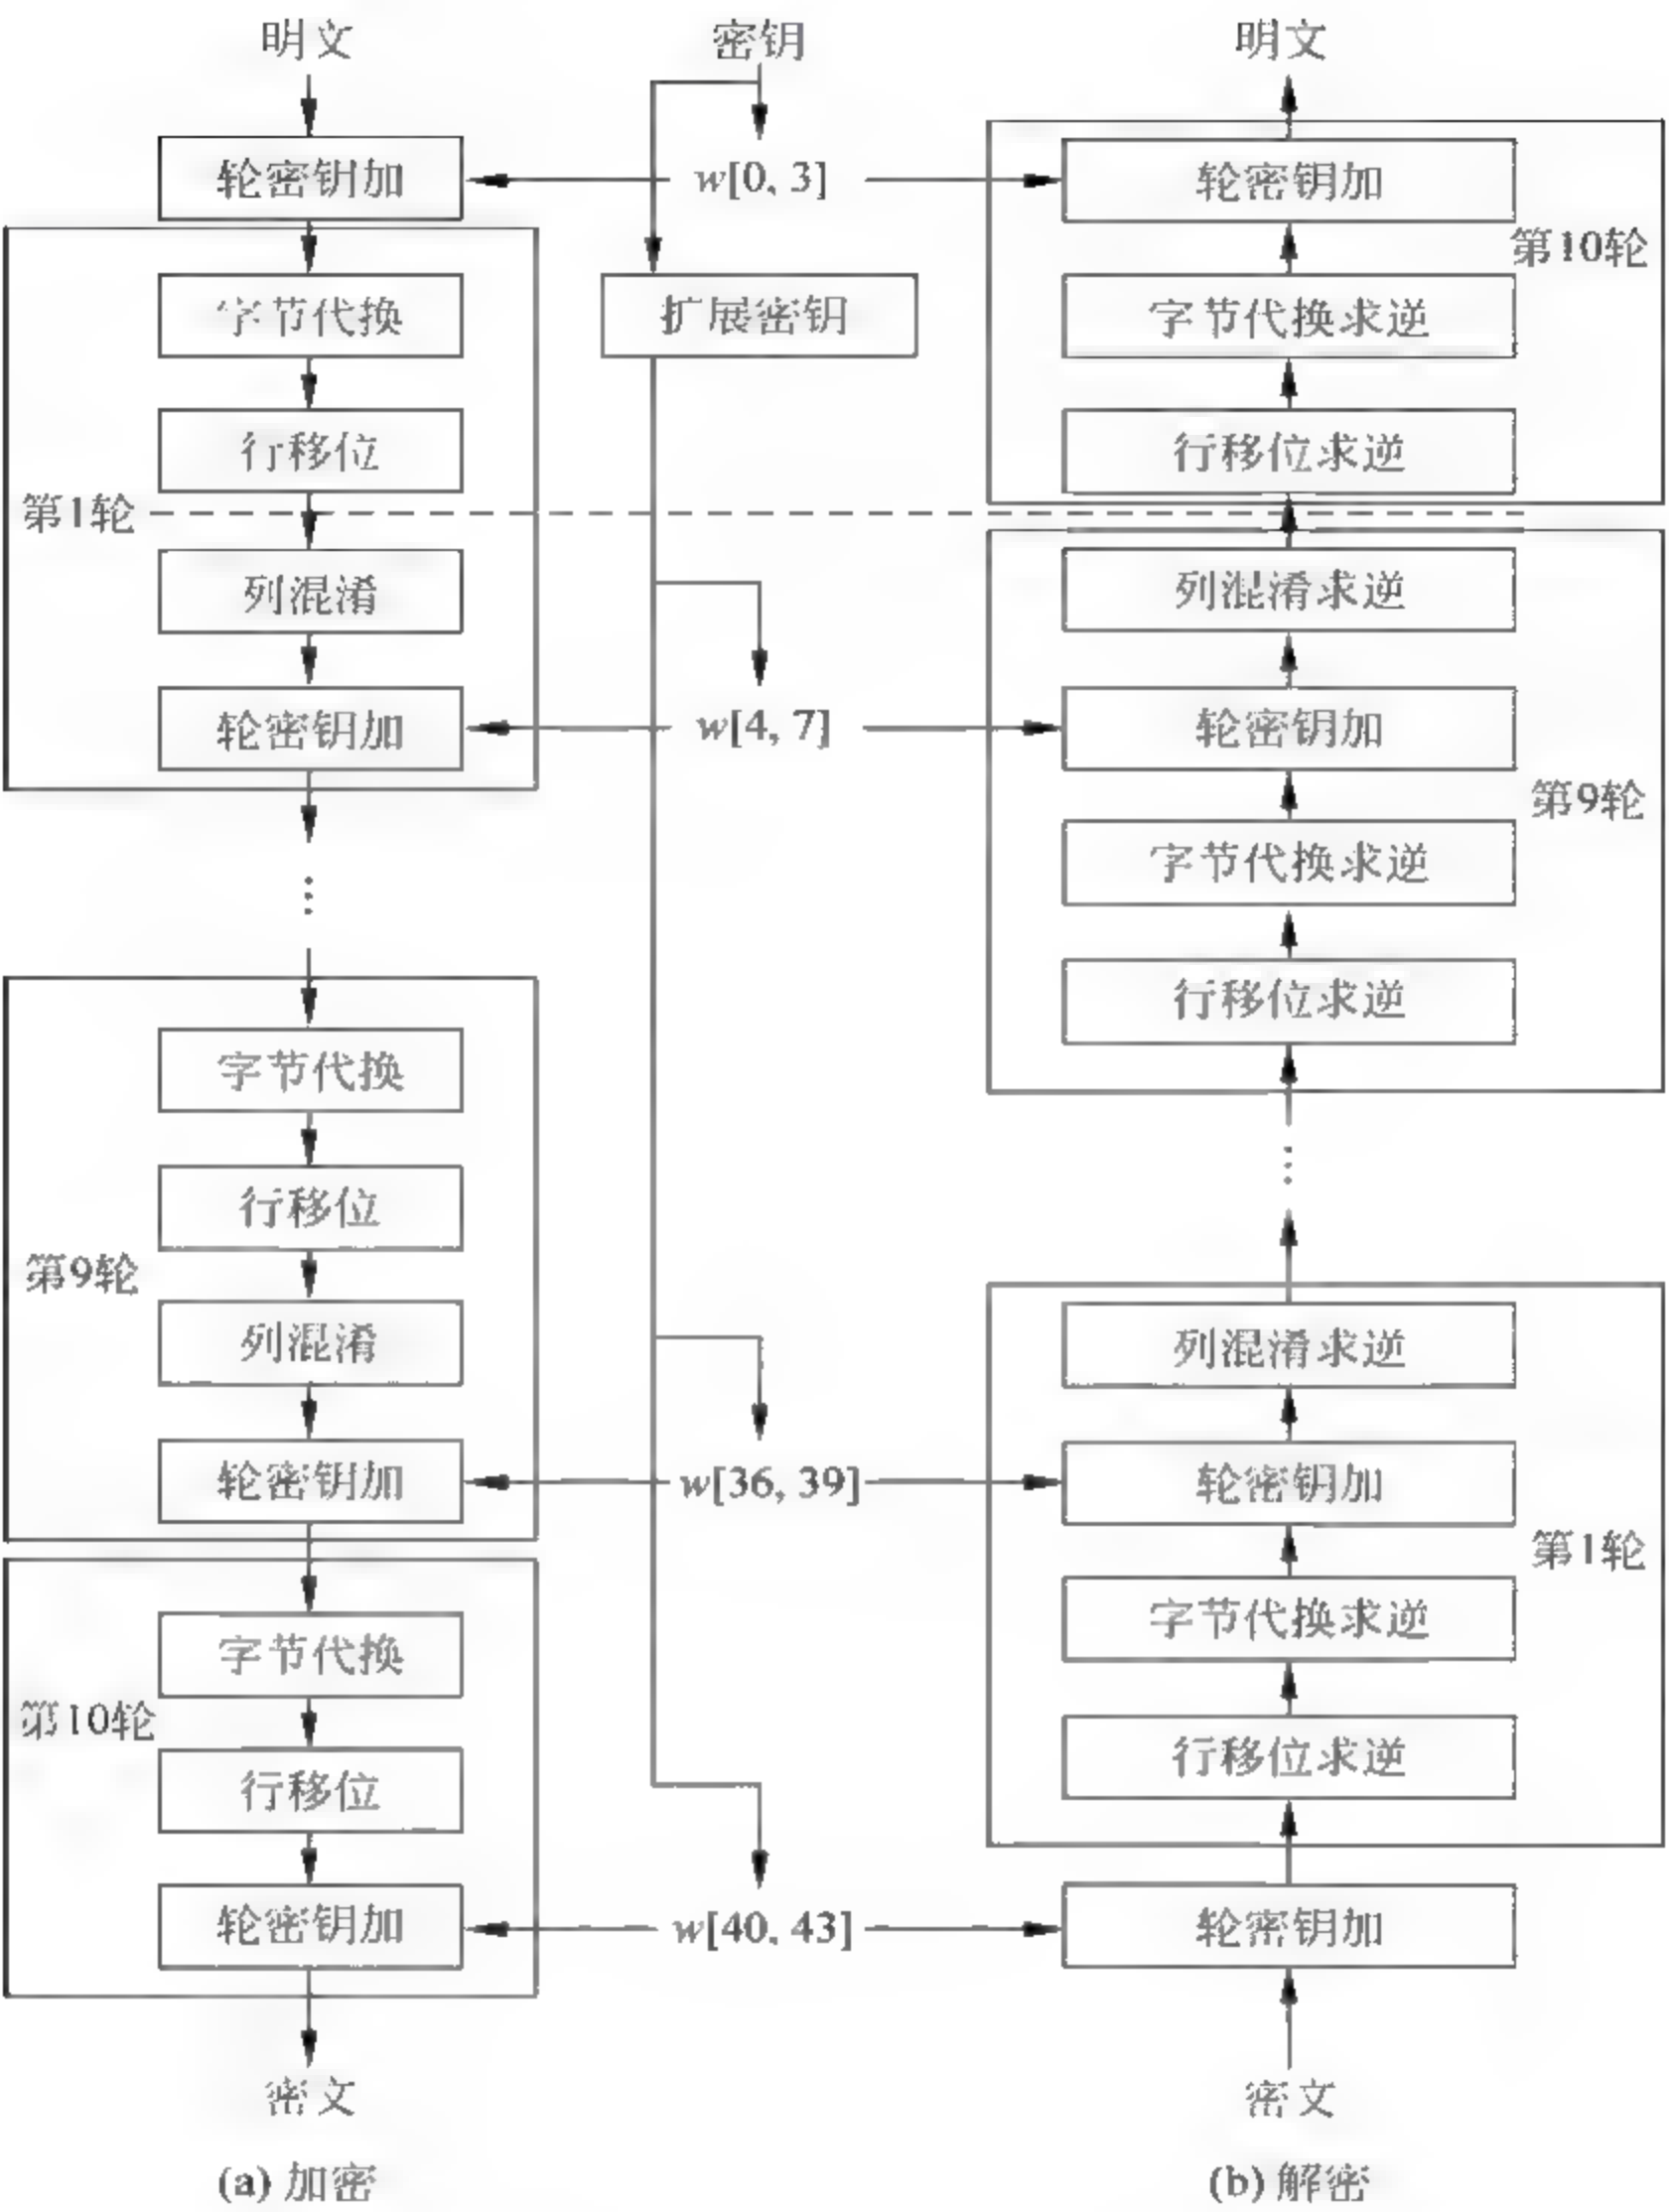 明文
密钥
明文
轮密钥加
w[0, 3]
轮密钥加
第10轮
字节代换
扩展密钥
字节代换求逆
行移位
行移位求逆
第1轮
列混淆
列混淆求逆
轮密钥加
w[4, 7]
轮密钥加
第9轮
字节代换求逆
⋮
行移位求逆
字节代换
⋮
行移位
第9轮
列混淆
列混淆求逆
轮密钥加
w[36, 39]
轮密钥加
第1轮
字节代换
字节代换求逆
第10轮
行移位
行移位求逆
轮密钥加
w[40, 43]
轮密钥加
密文
密文
(a) 加密
(b) 解密